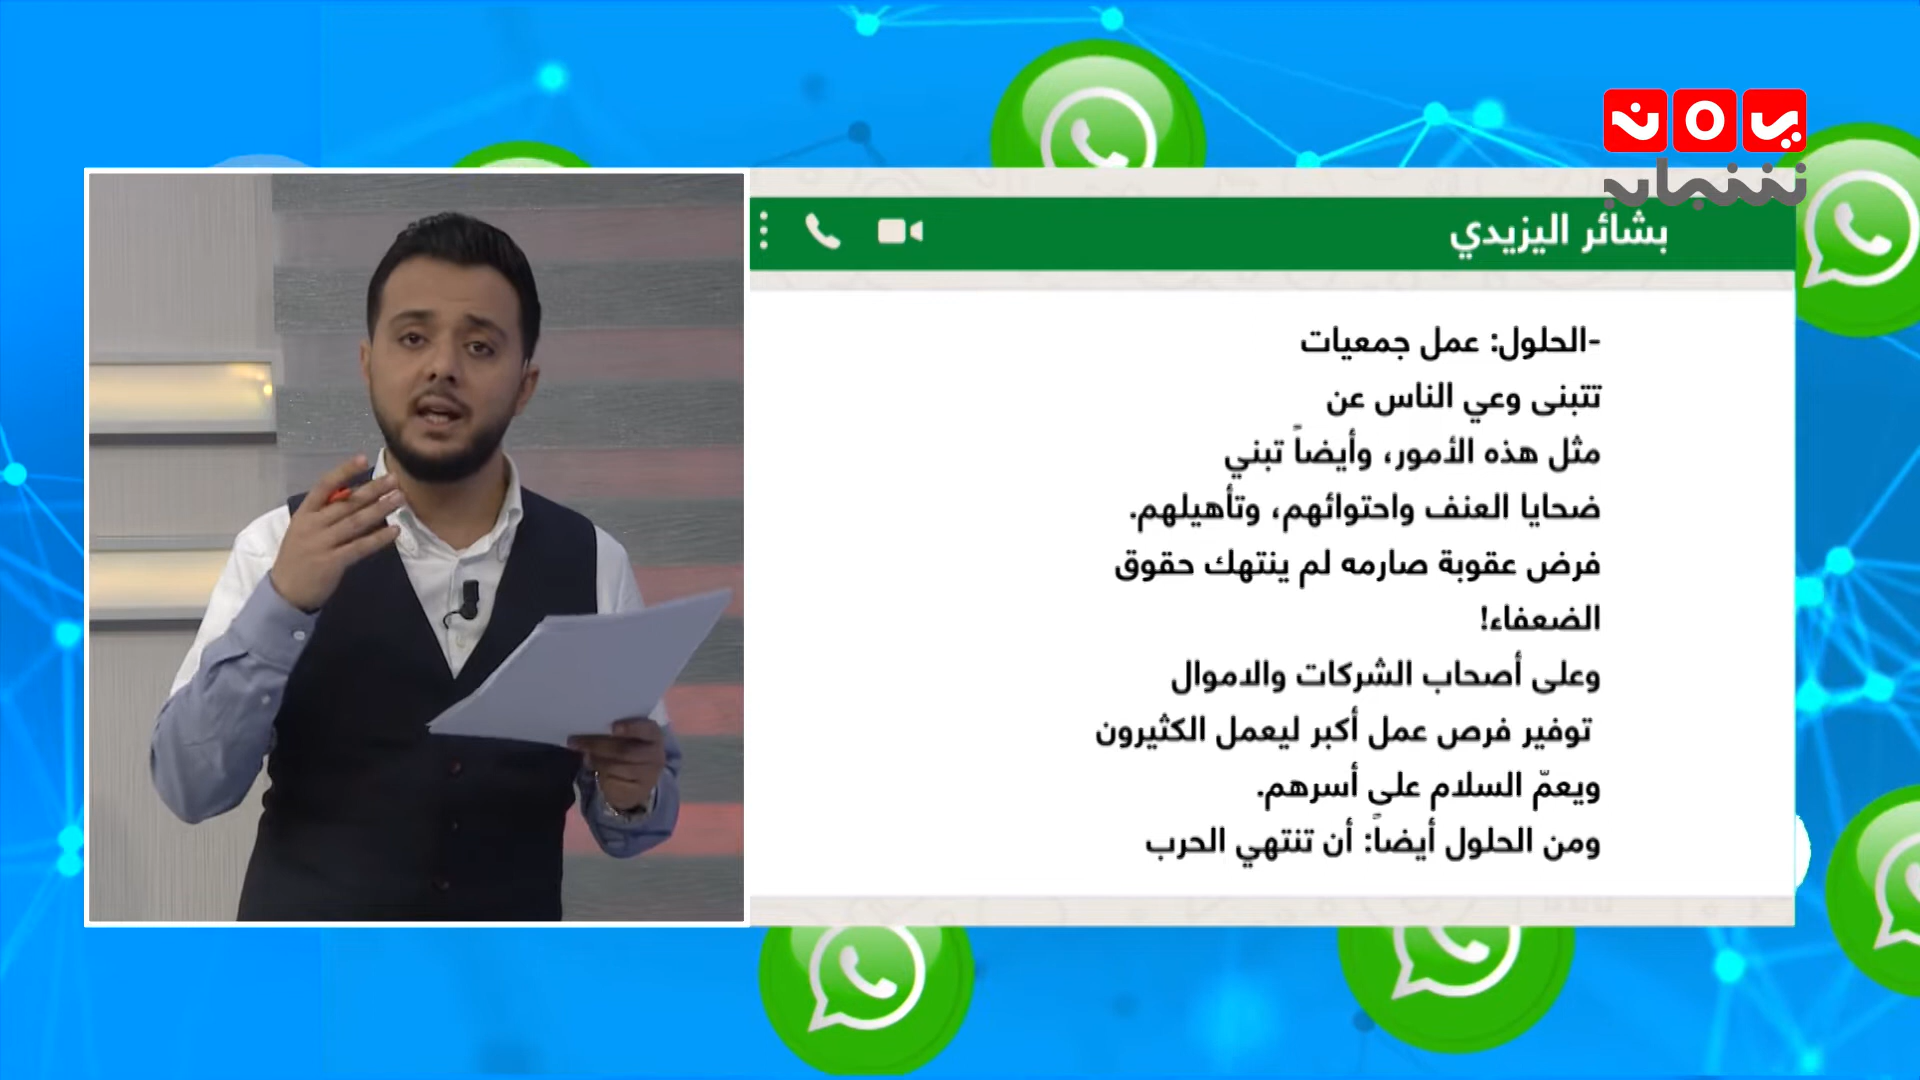 يمن
شباب
بشائر اليزيدي
-الحلول: عمل جمعيات
تتبنى وعي الناس عن
مثل هذه الأمور، وأيضاً تبني
ضحايا العنف واحتوائهم، وتأهيلهم.
فرض عقوبة صارمه لم ينتهك حقوق
الضعفاء!
وعلى أصحاب الشركات والاموال
توفير فرص عمل أكبر ليعمل الكثيرون
ويعمّ السلام على أسرهم.
ومن الحلول أيضاً: أن تنتهي الحرب